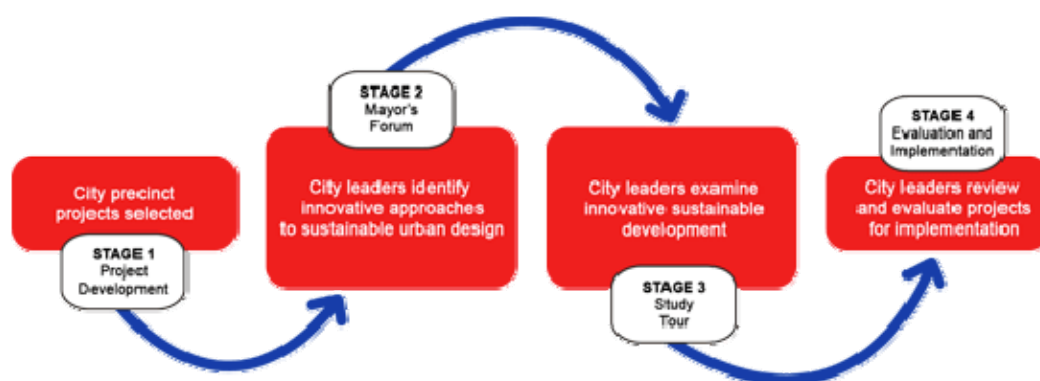 City precinct
projects selected
STAGE 1
Project
Development
STAGE 2
Mayor's
Forum
City leaders identify
innovative approaches
to sustainable urban design
City leaders examine
innovative sustainable
development
STAGE 3
Study
Tour
STAGE 4
Evaluation and
Implementation
City leaders review
and evaluate projects
for implementation